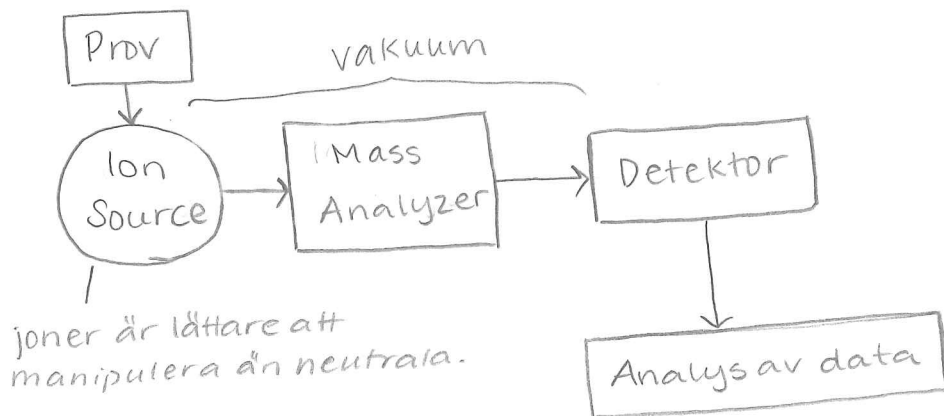 Prov
vakuum
Ion
Source
Mass
Analyzer
Detektor
joner är lättare att
manipulera än neutrala.
Analys av data